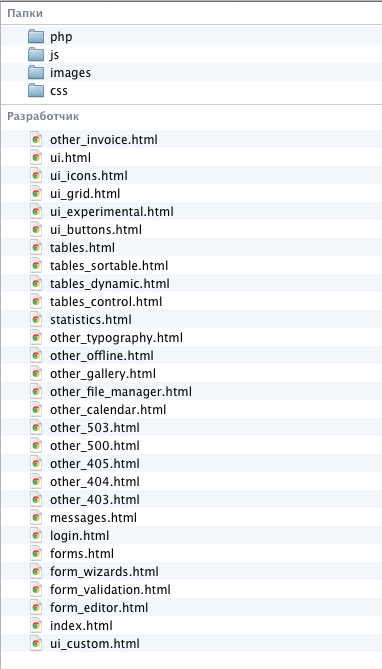 Папки
php
js
images
css
Разработчик
other_invoice.html
ui.html
ui_icons.html
ui_grid.html
ui_experimental.html
ui_buttons.html
tables.html
tables_sortable.html
tables_dynamic.html
tables_control.html
statistics.html
other_typography.html
other_offline.html
other_gallery.html
other_file_manager.html
other_calendar.html
other_503.html
other_500.html
other_405.html
other_404.html
other_403.html
messages.html
login.html
forms.html
form_wizards.html
form_validation.html
form_editor.html
index.html
ui_custom.html